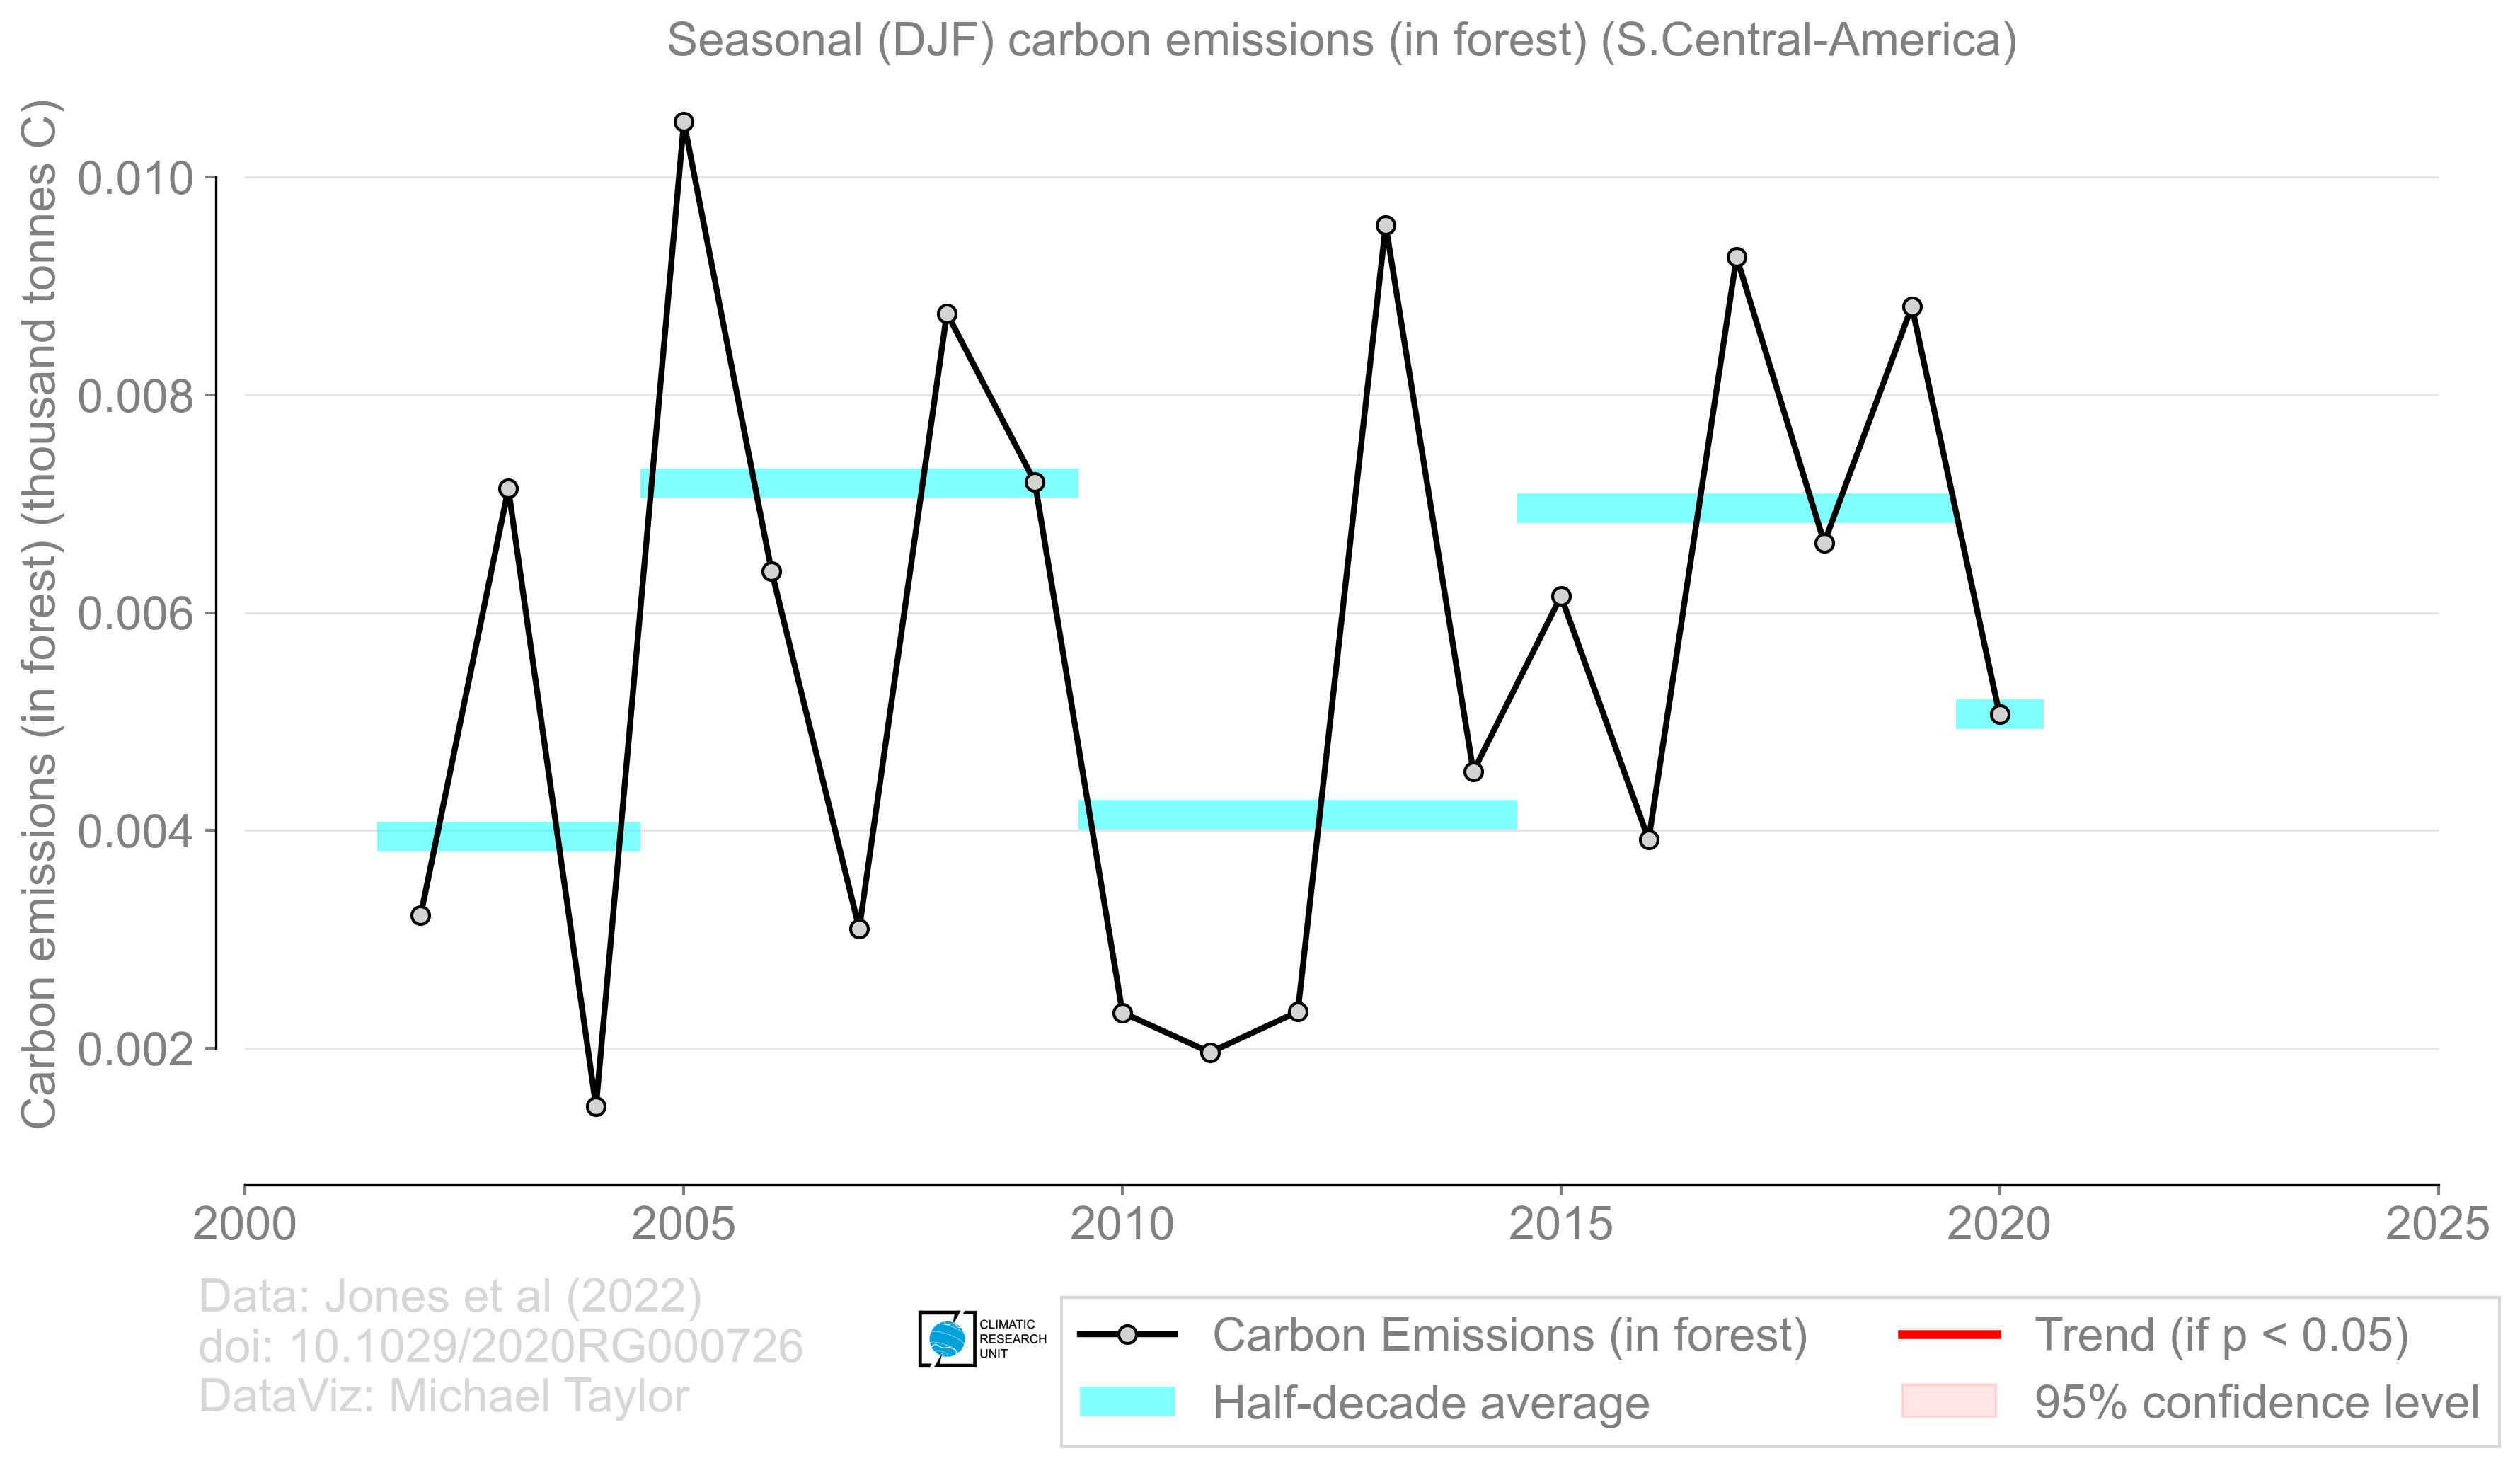 Seasonal (DJF) carbon emissions (in forest) (S.Central-America)
Carbon emissions (in forest) (thousand tonnes C)
0.010
0.008
0.006
0.004
0.002
2000
2005
2010
2015
2020
2025
Data: Jones et al (2022)
doi: 10.1029/2020RG000726
DataViz: Michael Taylor
CLIMATIC
RESEARCH
UNIT
Carbon Emissions (in forest)
Half-decade average
Trend (if p < 0.05)
95% confidence level